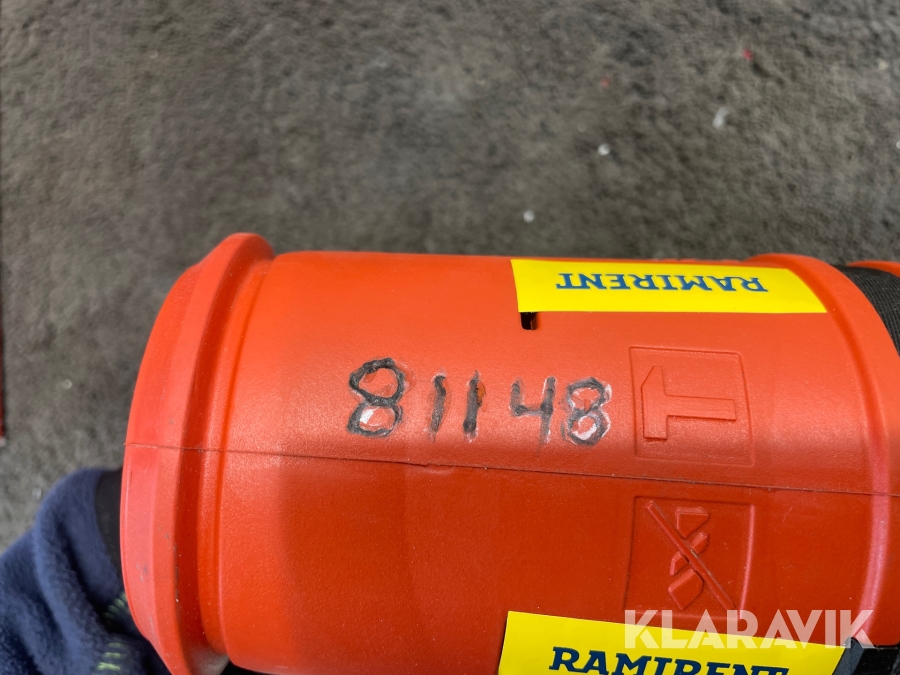 RAMIRENT
81148
RAMIRENT
KLARAVIK